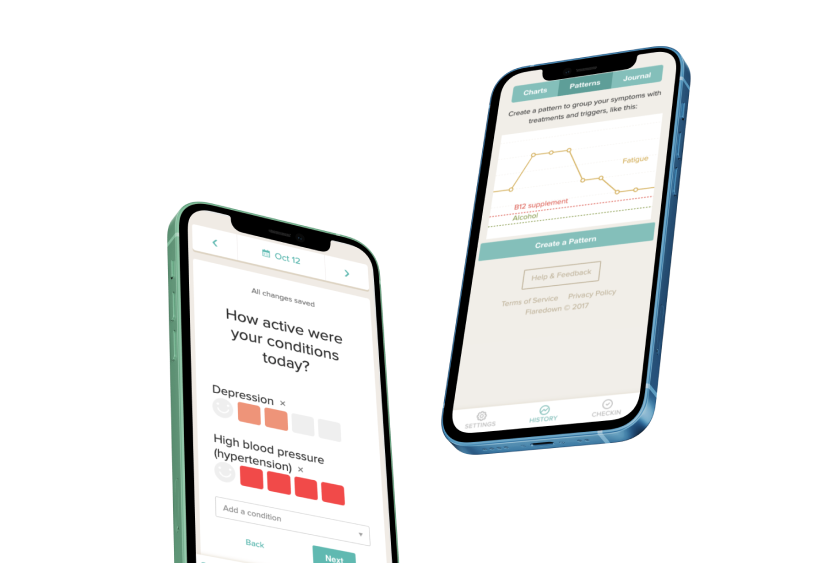 Oct 12
All changes saved
How active were
your conditions
today?
Depression ×
High blood pressure
(hypertension) ×
Add a condition
Back
Next
Charts
Patterns
Journal
Create a pattern to group your symptoms with
treatments and triggers, like this:
Fatigue
B12 supplement
Alcohol
Create a Pattern
Help & Feedback
Terms of Service
Privacy Policy
Flaredown © 2017
SETTINGS
HISTORY
CHECKIN